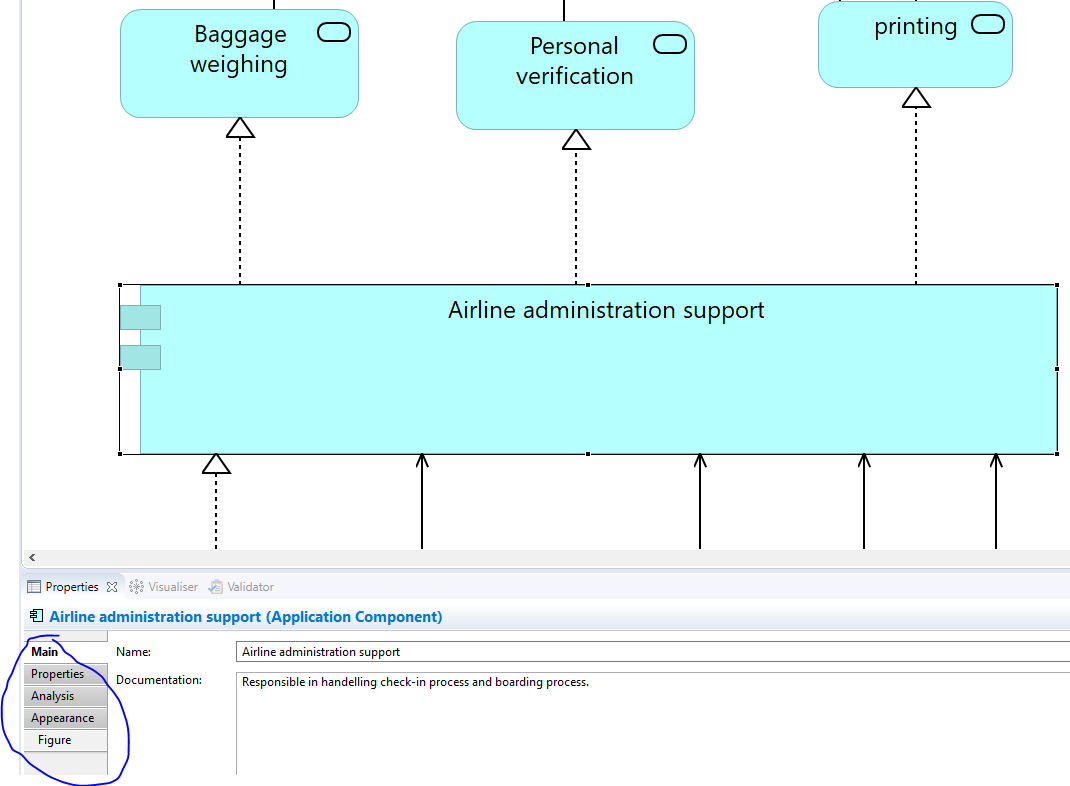 Baggage
weighing
Personal
verification
printing
Airline administration support
Properties
Visualiser
Validator
Airline administration support (Application Component)
Main
Name:
Airline administration support
Properties
Documentation:
Responsible in handelling check-in process and boarding process.
Analysis
Appearance
Figure